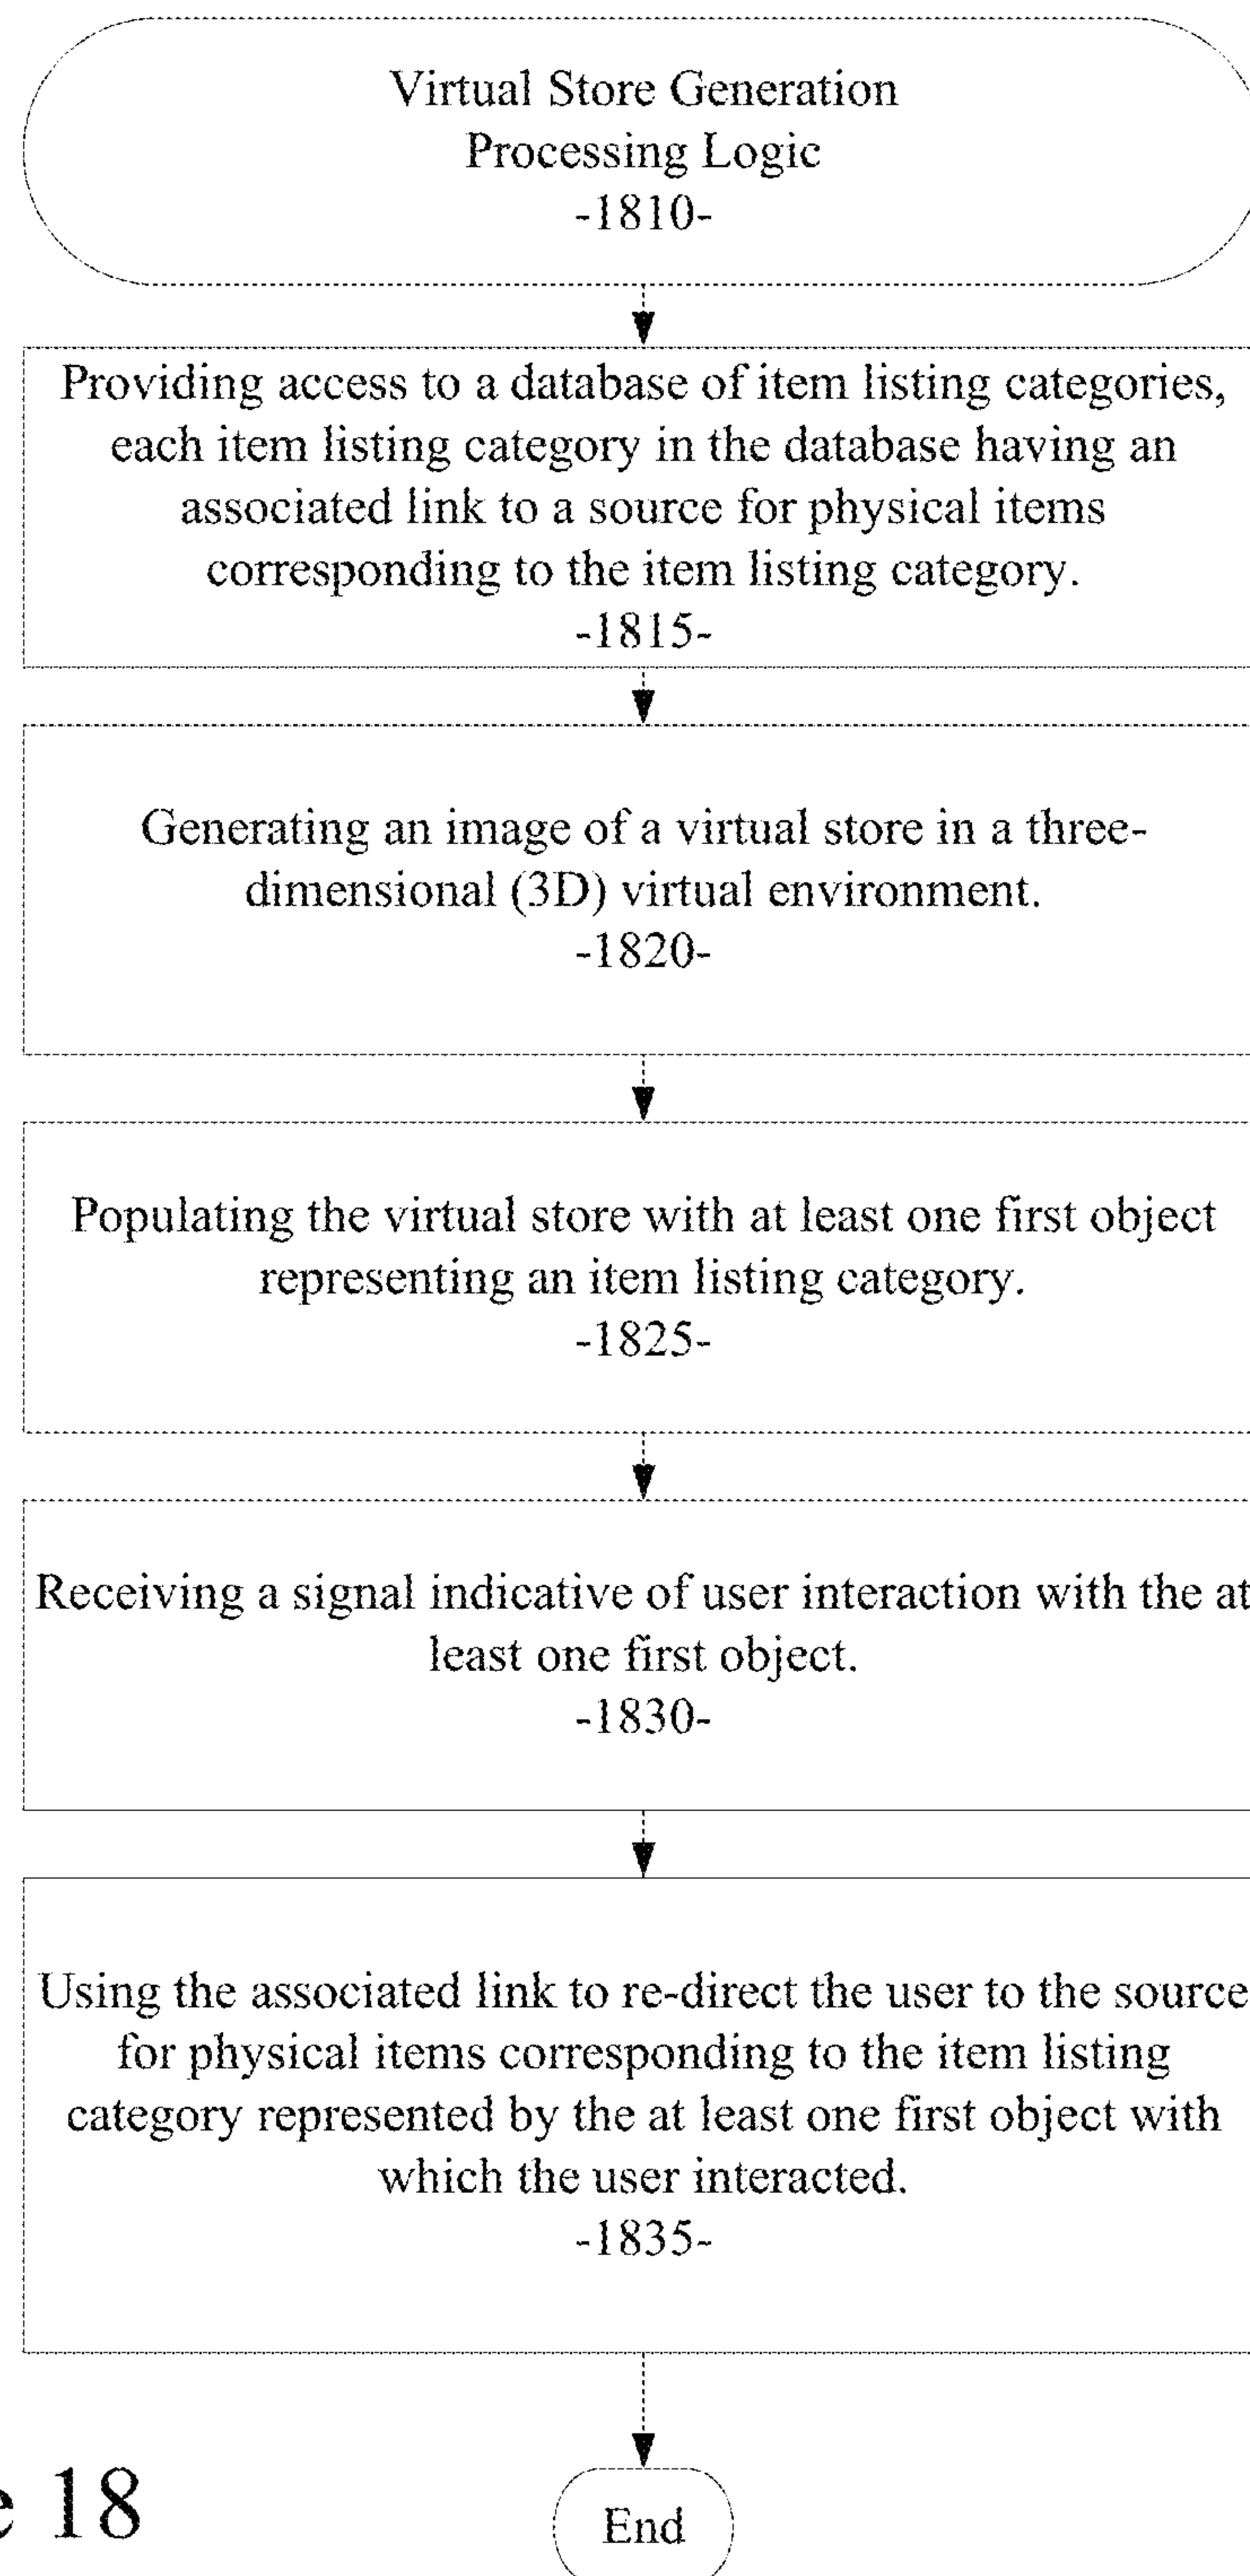 Virtual Store Generation
Processing Logic
-1810-
Providing access to a database of item listing categories,
each item listing category in the database having an
associated link to a source for physical items
corresponding to the item listing category.
-1815-
Generating an image of a virtual store in a three-
dimensional (3D) virtual environment.
-1820-
Populating the virtual store with at least one first object
representing an item listing category.
-1825-
Receiving a signal indicative of user interaction with the at
least one first object.
-1830-
Using the associated link to re-direct the user to the source
for physical items corresponding to the item listing
category represented by the at least one first object with
which the user interacted.
-1835-
End
e 18